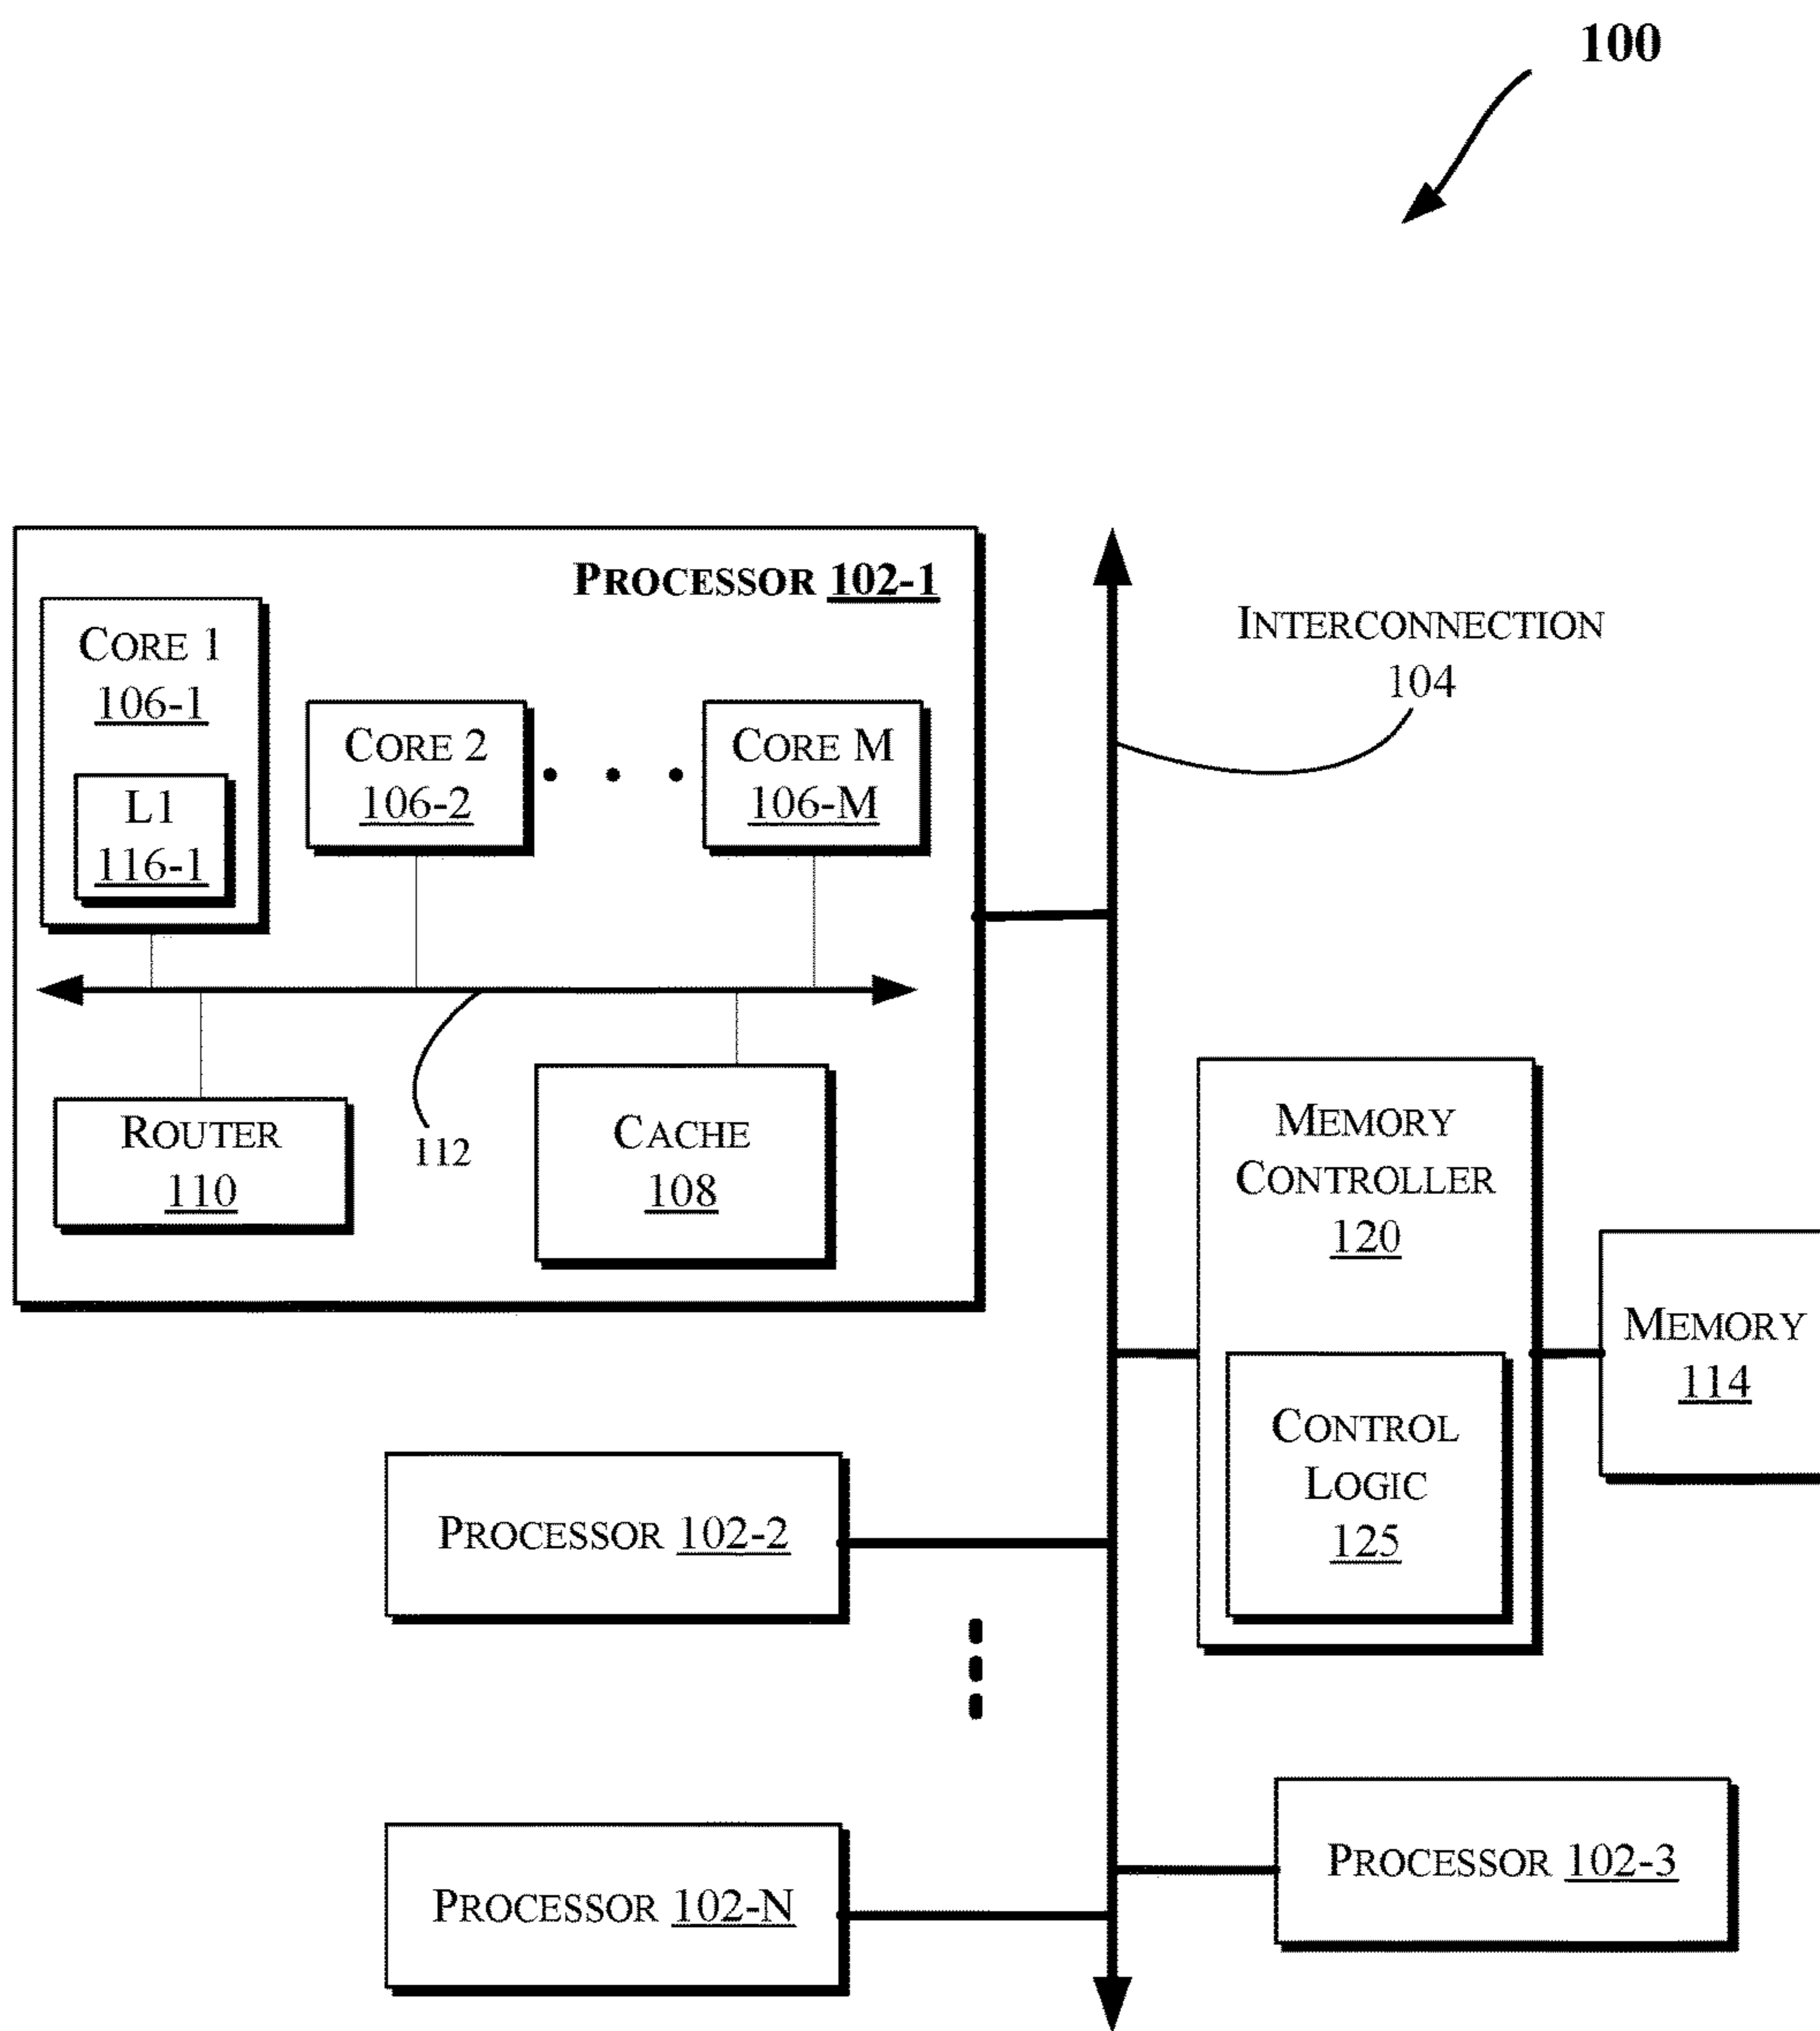 100
PROCESSOR 102-1
CORE 1
106-1
L1
116-1
CORE 2
106-2
CORE M
106-M
ROUTER
110
112
CACHE
108
INTERCONNECTION
104
MEMORY
CONTROLLER
120
CONTROL
LOGIC
125
MEMORY
114
PROCESSOR 102-2
PROCESSOR 102-N
PROCESSOR 102-3